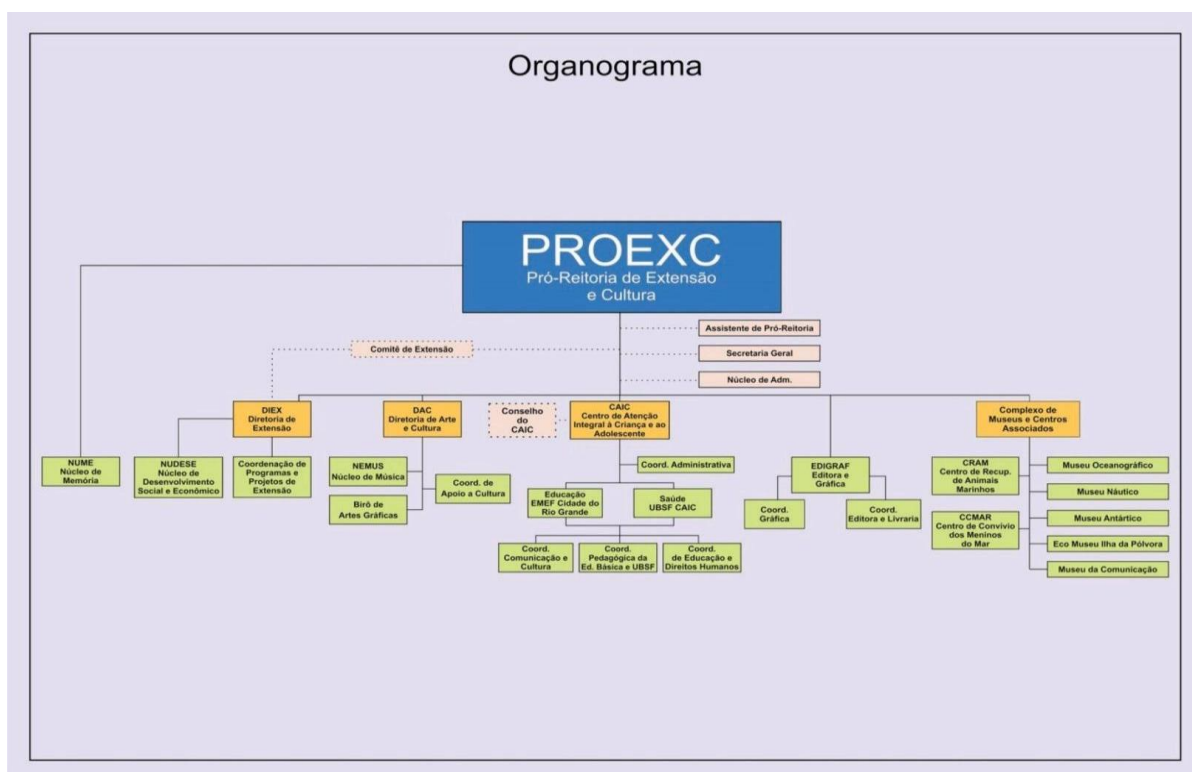 Organograma
PROEXC
Pró-Reitoria de Extensão
e Cultura
Assistente de Pró-Reitoria
Comitê de Extensão
Secretaria Geral
Núcleo de Adm.
DIEX
Diretoria de
Extensão
DAC
Diretoria de Arte
e Cultura
Conselho
do
CAIC
CAIC
Centro de Atenção
Integral à Criança e ao
Adolescente
Complexo de
Museus e Centros
Associados
NUME
Núcleo de
Memória
NUDESE
Núcleo de
Desenvolvimento
Social e Econômico
Coordenação de
Programas e
Projetos de
Extensão
NEMUS
Núcleo de Música
Coord. de
Apoio a Cultura
Birô de
Artes Gráficas
Coord. Administrativa
Educação
EMEF Cidade do
Rio Grande
Saúde
UBSF CAIC
Coord.
Comunicação e
Cultura
Coord.
Pedagógica da
Ed. Básica e UBSF
Coord.
de Educação e
Direitos Humanos
EDIGRAF
Editora e
Gráfica
Coord.
Gráfica
Coord.
Editora e Livraria
CRAM
Centro de Recup.
de Animais
Marinhos
CCMAR
Centro de Convívio
dos Meninos
do Mar
Museu Oceanográfico
Museu Náutico
Museu Antártico
Eco Museu Ilha da Pólvora
Museu da Comunicação